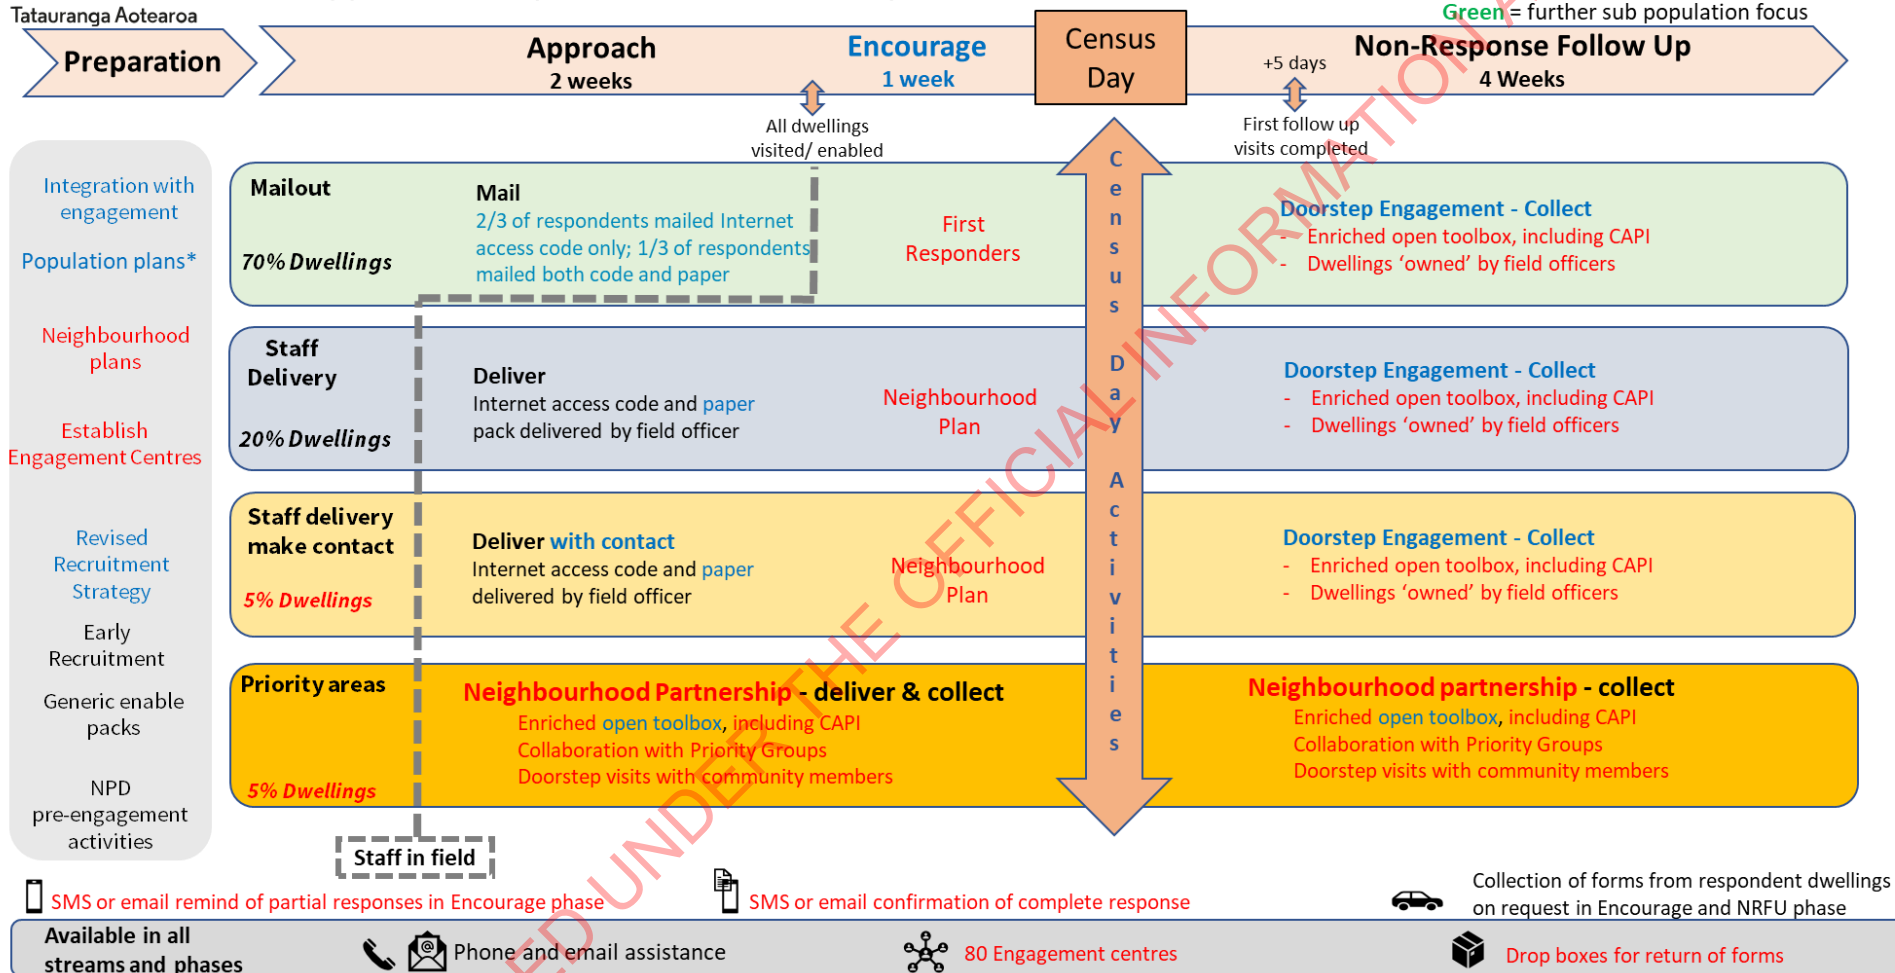 Tatauranga Aotearoa
Green = further sub population focus
Preparation
Approach
2 weeks
Encourage
1 week
Census
Day
+5 days
Non-Response Follow Up
4 Weeks
All dwellings
visited/ enabled
First follow up
visits completed
Integration with
engagement
Population plans*
Neighbourhood
plans
Establish
Engagement Centres
Revised
Recruitment
Strategy
Early
Recruitment
Generic enable
packs
NPD
pre-engagement
activities
Mailout
70% Dwellings
Mail
2/3 of respondents mailed Internet
access code only; 1/3 of respondents
mailed both code and paper
First
Responders
Doorstep Engagement - Collect
- Enriched open toolbox, including CAPI
- Dwellings ‘owned’ by field officers
Staff
Delivery
20% Dwellings
Deliver
Internet access code and paper
pack delivered by field officer
Neighbourhood
Plan
Doorstep Engagement - Collect
- Enriched open toolbox, including CAPI
- Dwellings ‘owned’ by field officers
Staff delivery
make contact
5% Dwellings
Deliver with contact
Internet access code and paper
delivered by field officer
Neighbourhood
Plan
Doorstep Engagement - Collect
- Enriched open toolbox, including CAPI
- Dwellings ‘owned’ by field officers
Priority areas
5% Dwellings
Neighbourhood Partnership - deliver & collect
Enriched open toolbox, including CAPI
Collaboration with Priority Groups
Doorstep visits with community members
Neighbourhood partnership - collect
Enriched open toolbox, including CAPI
Collaboration with Priority Groups
Doorstep visits with community members
Census Day Activities
Staff in field
SMS or email remind of partial responses in Encourage phase
SMS or email confirmation of complete response
Collection of forms from respondent dwellings
on request in Encourage and NRFU phase
Available in all
streams and phases
Phone and email assistance
80 Engagement centres
Drop boxes for return of forms
UNDER THE OFFICIAL INFORMATION